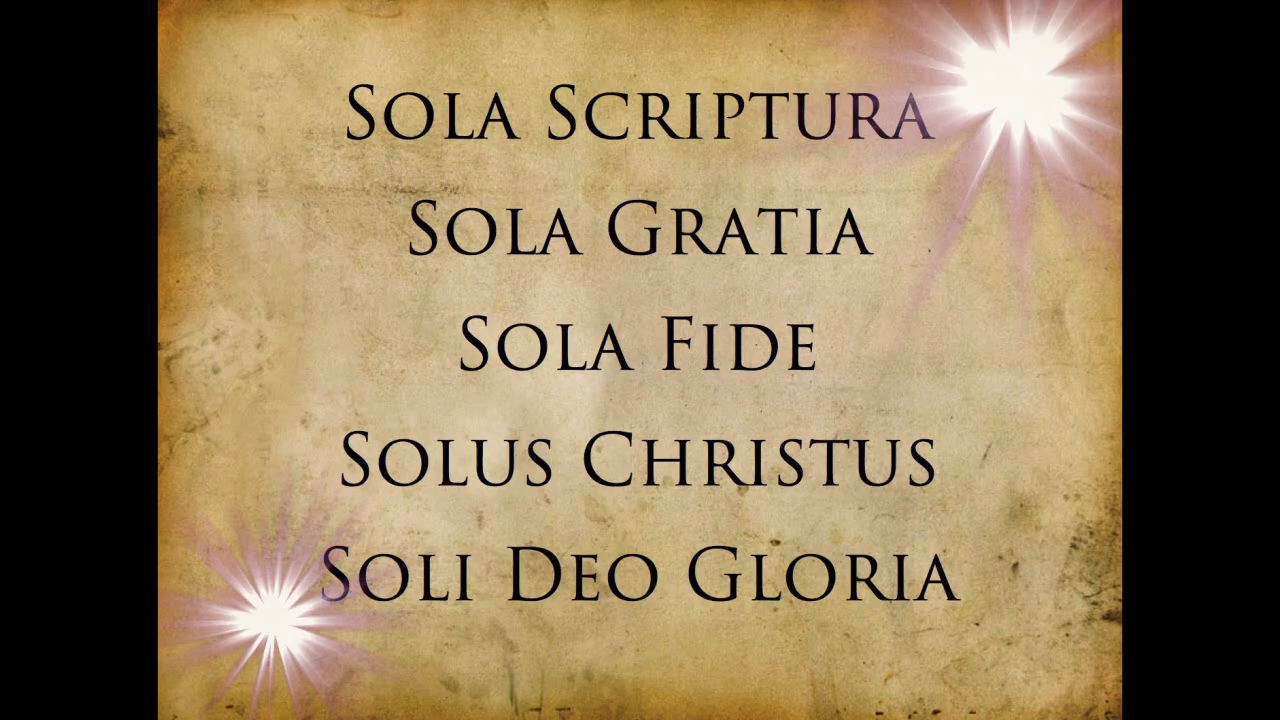 Sola Scriptura
Sola Gratia
Sola Fide
Solus Christus
Soli Deo Gloria